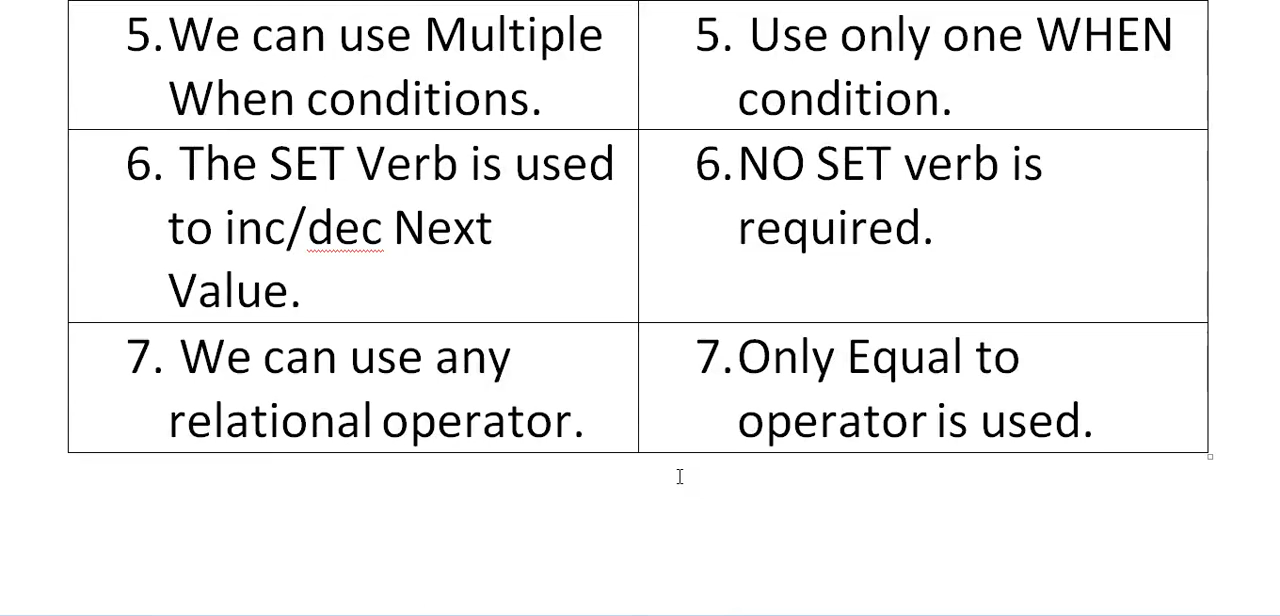 5.We can use Multiple
When conditions.
5. Use only one WHEN
condition.
6. The SET Verb is used
to inc/dec Next
Value.
6.NO SET verb is
required.
7. We can use any
relational operator.
7.Only Equal to
operator is used.